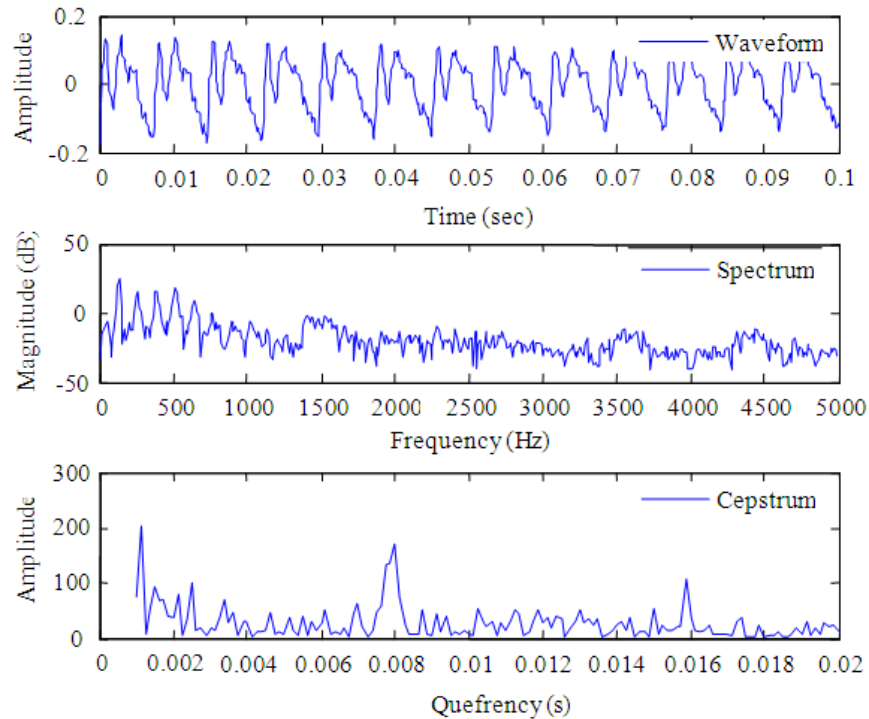 0.2
Waveform
Amplitude
0
-0.2
0 0.01 0.02 0.03 0.04 0.05 0.06 0.07 0.08 0.09 0.1
Time (sec)
50
Spectrum
Magnitude (dB)
0
-50
0 500 1000 1500 2000 2500 3000 3500 4000 4500 5000
Frequency (Hz)
300
Cepstrum
Amplitude
200
100
0
0 0.002 0.004 0.006 0.008 0.01 0.012 0.014 0.016 0.018 0.02
Quefrency (s)